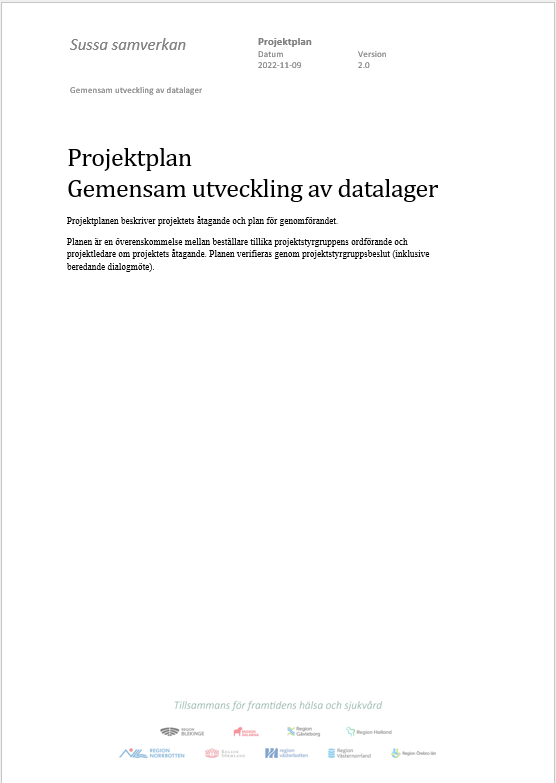 Sussa samverkan
Projektplan
Datum
Version
2022-11-09
2.0
Gemensam utveckling av datalager
Projektplan
Gemensam utveckling av datalager
Projektplanen beskriver projektets åtagande och plan för genomförandet.
Planen är en överenskommelse mellan beställare tillika projektstyrgruppens ordförande och
projektledare om projektets åtagande. Planen verifieras genom projektstyrgruppsbeslut (inklusive
beredande dialogmöte).
Tillsammans för framtidens hälsa och sjukvård
REGION
BLEKINGE
REGION
DALARNA
Region
Gävleborg
Region Halland
REGION
NORRBOTTEN
REGION
SÖRMLAND
region
västerbotten
Region
Västernorrland
Region Örebro län